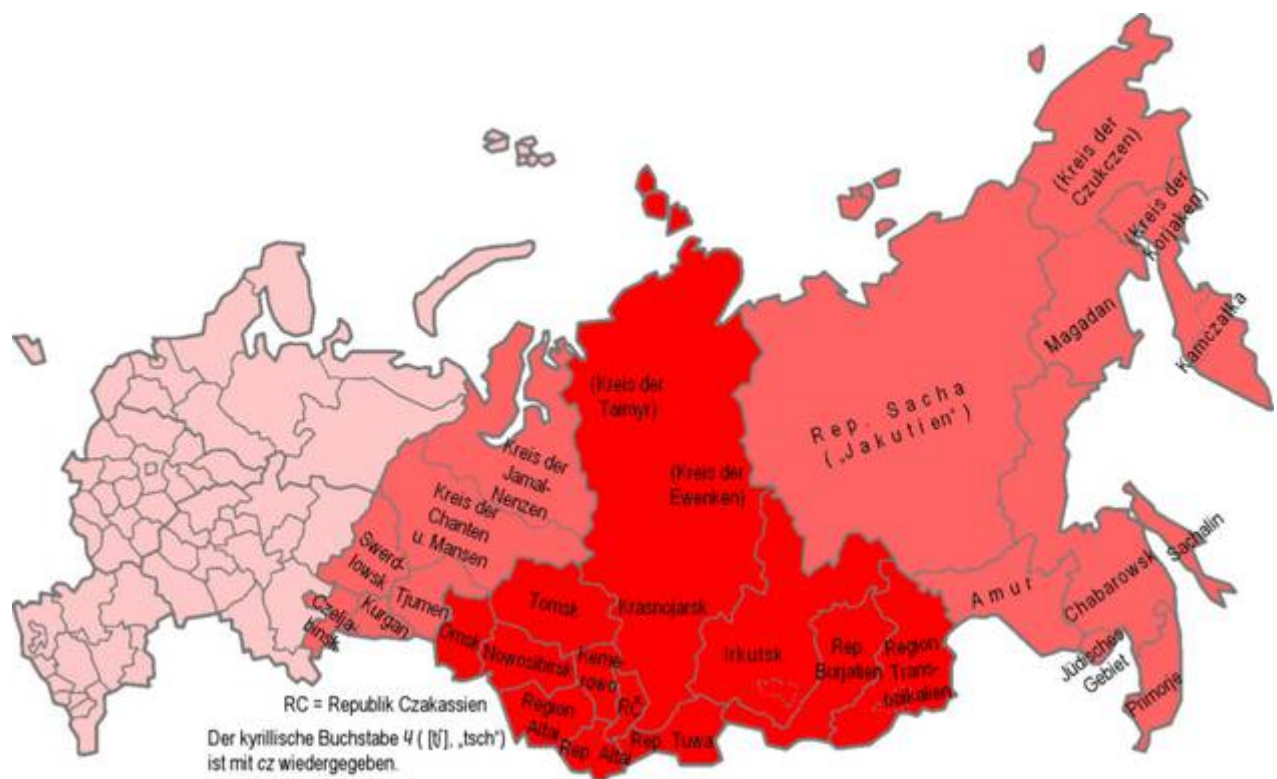 (Kreis der
Czukczen)
(Kreis der
Korjaken)
Kamczatka
Magadan
Rep. Sacha
( „Jakutien“ )
(Kreis der
Taimyr)
(Kreis der
Ewenken)
Kreis der
Jamal-
Nenzen
Kreis der
Chanten
u. Mansen
Swerd-
lowsk
Tjumen
Kurgan
Czelja-
binsk
Omsk
Tomsk
Nowosibirsk
Keme-
rowo
Krasnojarsk
RČ
Region
Altai
Rep. Altai
Rep. Tuwa
Irkutsk
Rep.
Burjatien
Region
Trans-
baikalien
Amur
Chabarowsk
Sachalin
Jüdisches
Gebiet
Primorje
RC = Republik Czakassien
Der kyrillische Buchstabe Ч ( [tʃ], „tsch“)
ist mit cz wiedergegeben.